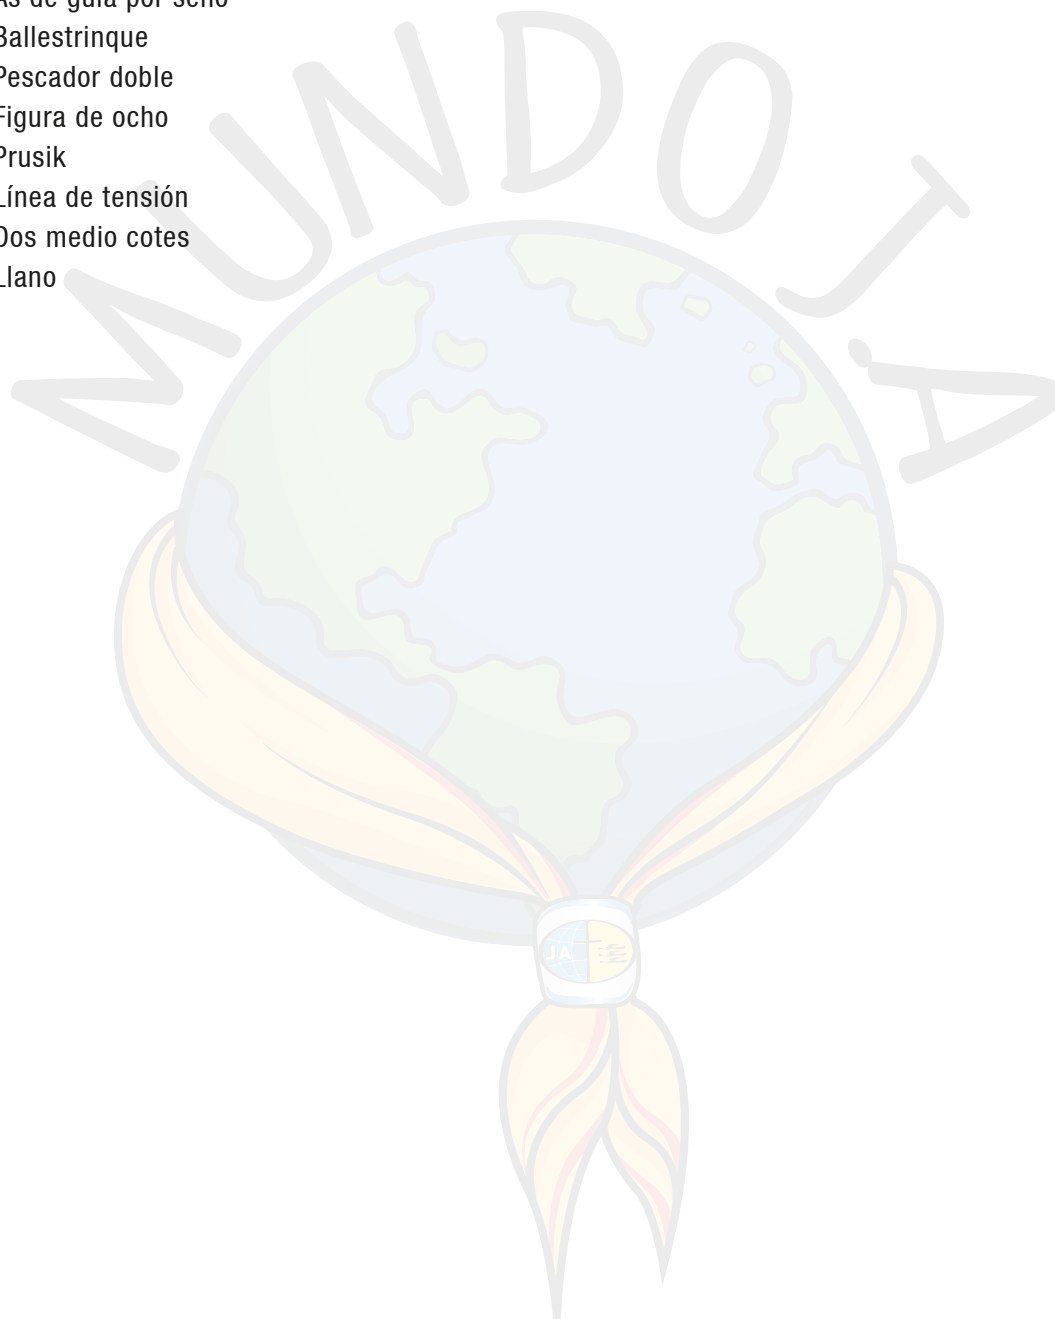 As de guía por seno
Ballestrinque
Pescador doble
Figura de ocho
Prusik
Línea de tensión
Dos medio cotes
Llano
MUNDO JA
JA